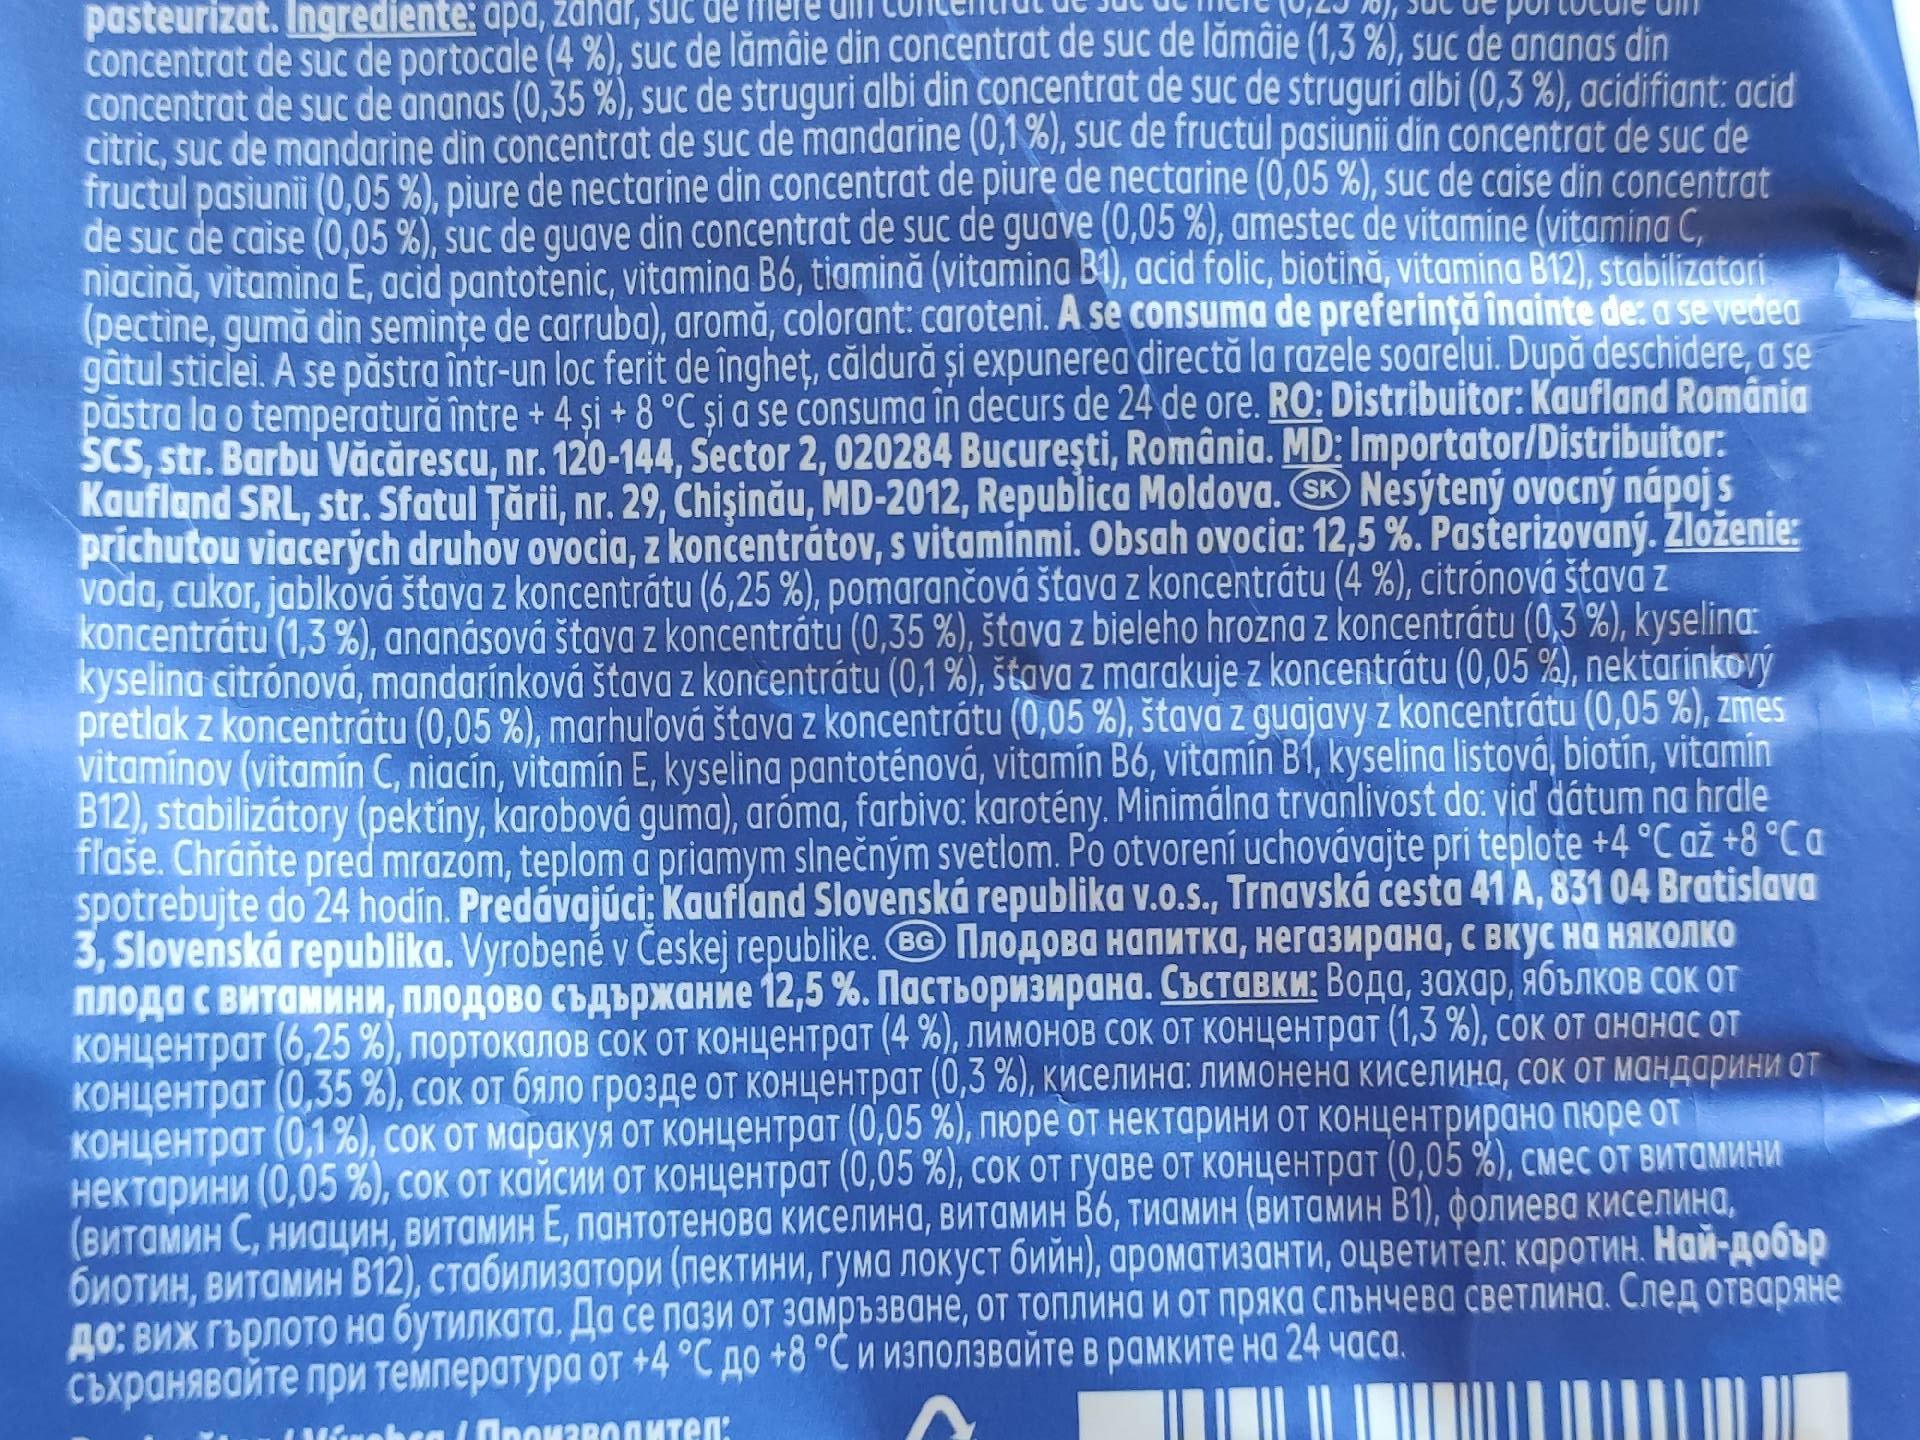 pasteurizat. Ingrediente: apă, zahăr, suc de mere din concentrat de suc de mere (6,25 %), suc de portocale din
concentrat de suc de portocale (4 %), suc de lămâie din concentrat de suc de lămâie (1,3 %), suc de ananas din
concentrat de suc de ananas (0,35 %), suc de struguri albi din concentrat de suc de struguri albi (0,3 %), acidifiant: acid
citric, suc de mandarine din concentrat de suc de mandarine (0,1 %), suc de fructul pasiunii din concentrat de suc de
fructul pasiunii (0,05 %), piure de nectarine din concentrat de piure de nectarine (0,05 %), suc de caise din concentrat
de suc de caise (0,05 %), suc de guave din concentrat de suc de guave (0,05 %), amestec de vitamine (vitamina C,
niacină, vitamina E, acid pantotenic, vitamina B6, tiamină (vitamina B1), acid folic, biotină, vitamina B12), stabilizatori
(pectine, gumă din semințe de carruba), aromă, colorant: caroteni. A se consuma de preferință înainte de: a se vedea
gâtul sticlei. A se păstra într-un loc ferit de îngheț, căldură și expunerea directă la razele soarelui. După deschidere, a se
păstra la o temperatură între + 4 și + 8 °C și a se consuma în decurs de 24 de ore. RO: Distribuitor: Kaufland România
SCS, str. Barbu Văcărescu, nr. 120-144, Sector 2, 020284 București, România. MD: Importator/Distribuitor:
Kaufland SRL, str. Sfatul Țării, nr. 29, Chișinău, MD-2012, Republica Moldova. SK Nesýtený ovocný nápoj s
príchuťou viacerých druhov ovocia, z koncentrátov, s vitamínmi. Obsah ovocia: 12,5 %. Pasterizovaný. Zloženie:
voda, cukor, jablková šťava z koncentrátu (6,25 %), pomarančová šťava z koncentrátu (4 %), citrónová šťava z
koncentrátu (1,3 %), ananásová šťava z koncentrátu (0,35 %), šťava z bieleho hrozna z koncentrátu (0,3 %), kyselina:
kyselina citrónová, mandarínková šťava z koncentrátu (0,1 %), šťava z marakuje z koncentrátu (0,05 %), nektarinkový
pretlak z koncentrátu (0,05 %), marhuľová šťava z koncentrátu (0,05 %), šťava z guajavy z koncentrátu (0,05 %), zmes
vitamínov (vitamín C, niacín, vitamín E, kyselina pantoténová, vitamín B6, vitamín B1, kyselina listová, biotín, vitamín
B12), stabilizátory (pektíny, karobová guma), aróma, farbivo: karotény. Minimálna trvanlivosť do: viď dátum na hrdle
fľaše. Chráňte pred mrazom, teplom a priamym slnečným svetlom. Po otvorení uchovávajte pri teplote +4 °C až +8 °C a
spotrebujte do 24 hodín. Predávajúci: Kaufland Slovenská republika v.o.s., Trnavská cesta 41 A, 831 04 Bratislava
3, Slovenská republika. Vyrobené v Českej republike. BG Плодова напитка, негазирана, с вкус на няколко
плода с витамини, плодово съдържание 12,5 %. Пастьоризирана. Съставки: Вода, захар, ябълков сок от
концентрат (6,25 %), портокалов сок от концентрат (4 %), лимонов сок от концентрат (1,3 %), сок от ананас от
концентрат (0,35 %), сок от бяло грозде от концентрат (0,3 %), киселина: лимонена киселина, сок от мандарини от
концентрат (0,1 %), сок от маракуя от концентрат (0,05 %), пюре от нектарини от концентрирано пюре от
нектарини (0,05 %), сок от кайсии от концентрат (0,05 %), сок от гуаве от концентрат (0,05 %), смес от витамини
(витамин C, ниацин, витамин E, пантотенова киселина, витамин B6, тиамин (витамин B1), фолиева киселина,
биотин, витамин B12), стабилизатори (пектини, гума локуст бийн), ароматизанти, оцветител: каротин. Най-добър
до: виж гърлото на бутилката. Да се пази от замръзване, от топлина и от пряка слънчева светлина. След отваряне
съхранявайте при температура от +4 °C до +8 °C и използвайте в рамките на 24 часа.
/ Výrobca / Производител: